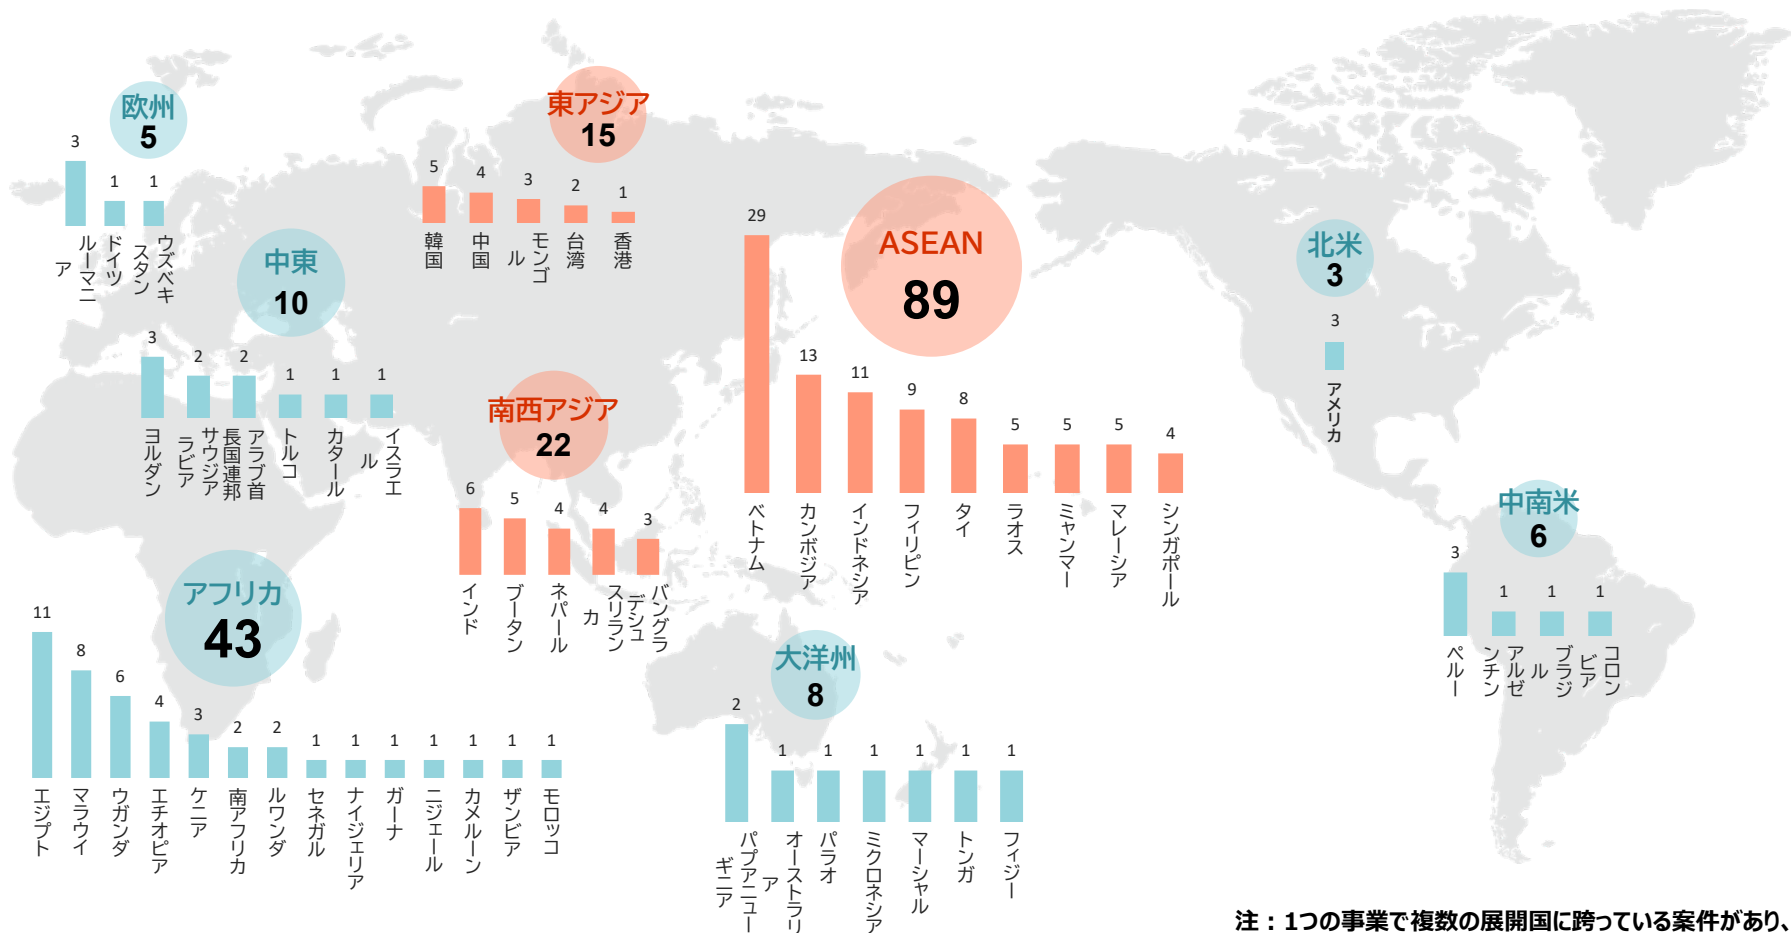 欧州
5
3
1
1
ルーマニア
ドイツ
ウズベキスタン
東アジア
15
5
4
3
2
1
韓国
中国
モンゴル
台湾
香港
中東
10
3
2
2
1
1
1
ヨルダン
サウジアラビア
アラブ首長国連邦
トルコ
カタール
イスラエル
南西アジア
22
6
5
4
4
3
インド
ブータン
ネパール
スリランカ
バングラデシュ
ASEAN
89
29
13
11
9
8
5
5
5
4
ベトナム
カンボジア
インドネシア
フィリピン
タイ
ラオス
ミャンマー
マレーシア
シンガポール
北米
3
3
アメリカ
中南米
6
3
1
1
1
ペルー
アルゼンチン
ブラジル
コロンビア
アフリカ
43
11
8
6
4
3
2
2
1
1
1
1
1
1
1
エジプト
マラウイ
ウガンダ
エチオピア
ケニア
南アフリカ
ルワンダ
セネガル
ナイジェリア
ガーナ
ニジェール
カメルーン
ザンビア
モロッコ
大洋州
8
2
1
1
1
1
1
1
パプアニューギニア
オーストラリア
パラオ
ミクロネシア
マーシャル
トンガ
フィジー
注：1つの事業で複数の展開国に跨っている案件があり、